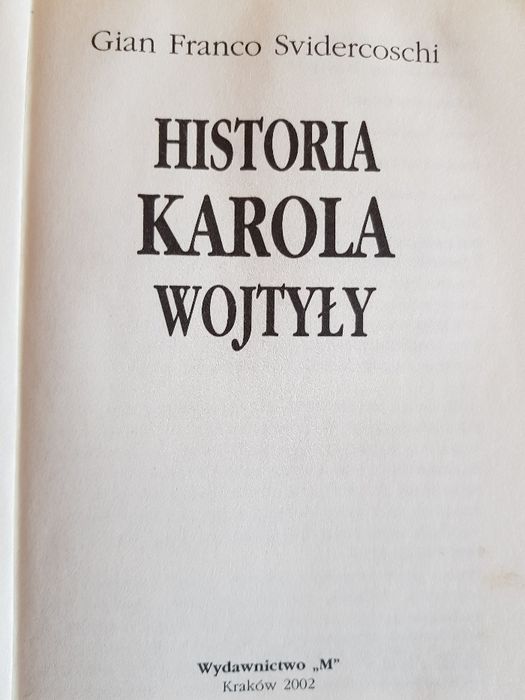 Gian Franco Svidercoschi
HISTORIA
KAROLA
WOJTYŁY
Wydawnictwo „M”
Kraków 2002